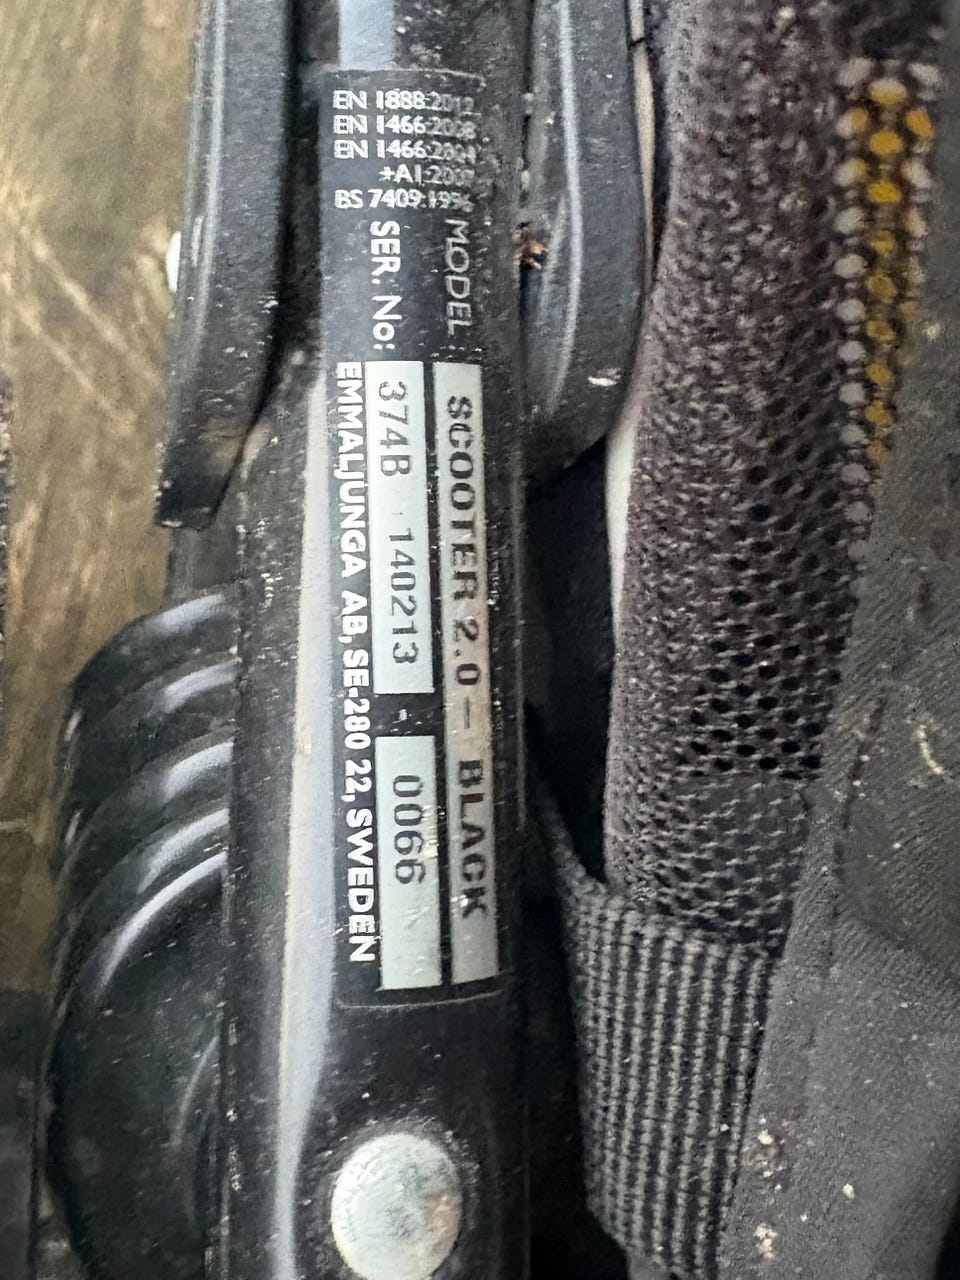 EN 1888:2012
EN 1466:2008
EN 1466:2004
+A1:2007
BS 7409:1996
MODEL: SCOOTER 2.0 – BLACK
SER. No: 374B 140213 - 0066
EMMALJUNGA AB, SE-280 22, SWEDEN